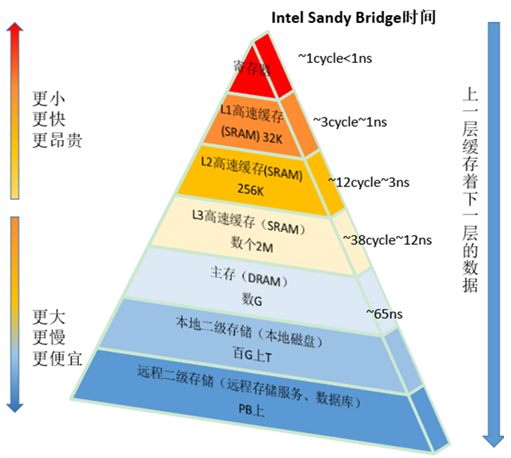 Intel Sandy Bridge时间
寄存器
~1cycle<1ns
L1高速缓存
(SRAM) 32K
~3cycle~1ns
L2高速缓存(SRAM)
256K
~12cycle~3ns
L3高速缓存（SRAM）
数个2M
~38cycle~12ns
主存（DRAM）
数G
~65ns
本地二级存储（本地磁盘）
百G上T
远程二级存储（远程存储服务、数据库）
PB上
更小
更快
更昂贵
更大
更慢
更便宜
上一层缓存着下一层的数据